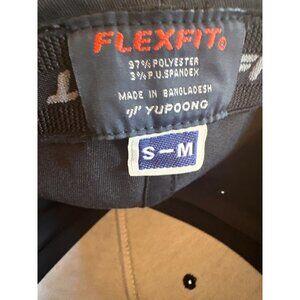 FLEXFIT®
97% POLYESTER
3% P.U.SPANDEX
MADE IN BANGLADESH
YUPOONG
S-M